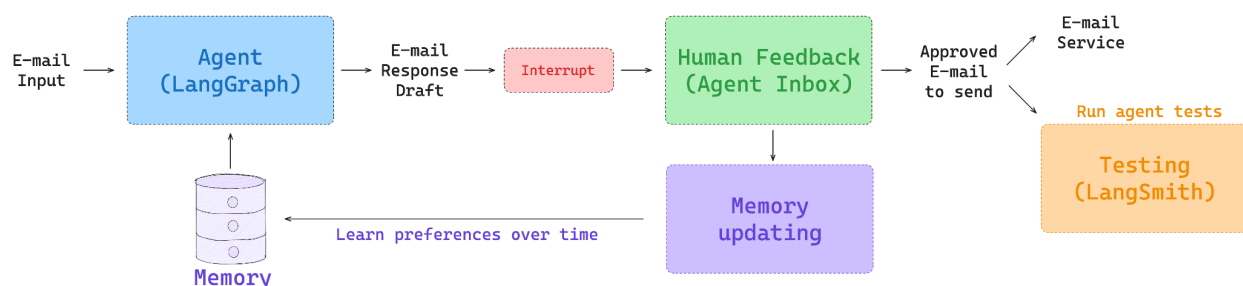 E-mail
Input
Agent
(LangGraph)
E-mail
Response
Draft
Interrupt
Human Feedback
(Agent Inbox)
Approved
E-mail
to send
E-mail
Service
Run agent tests
Testing
(LangSmith)
Memory
updating
Learn preferences over time
Memory